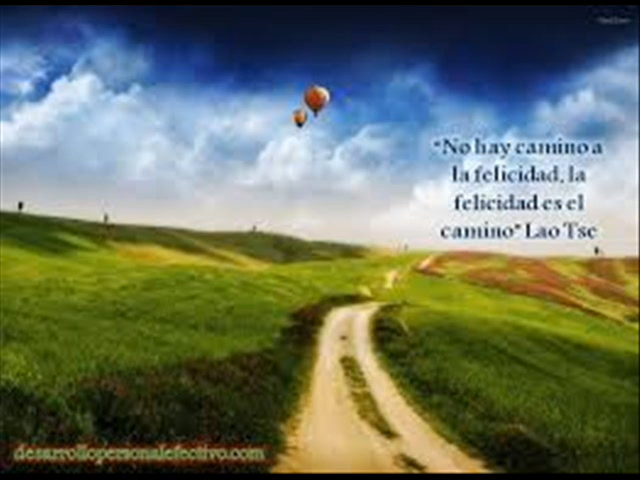 "No hay camino a
la felicidad, la
felicidad es el
camino" Lao Tse
desarrollopersonalefectivo.com